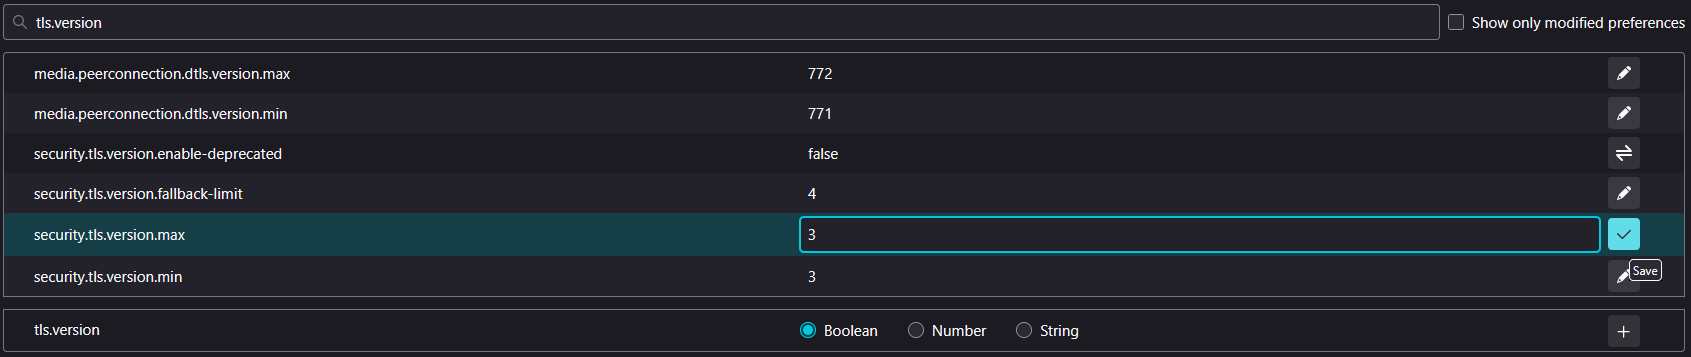 tls.version
Show only modified preferences
media.peerconnection.dtls.version.max 772
media.peerconnection.dtls.version.min 771
security.tls.version.enable-deprecated false
security.tls.version.fallback-limit 4
security.tls.version.max 3
security.tls.version.min 3
Save
tls.version Boolean Number String